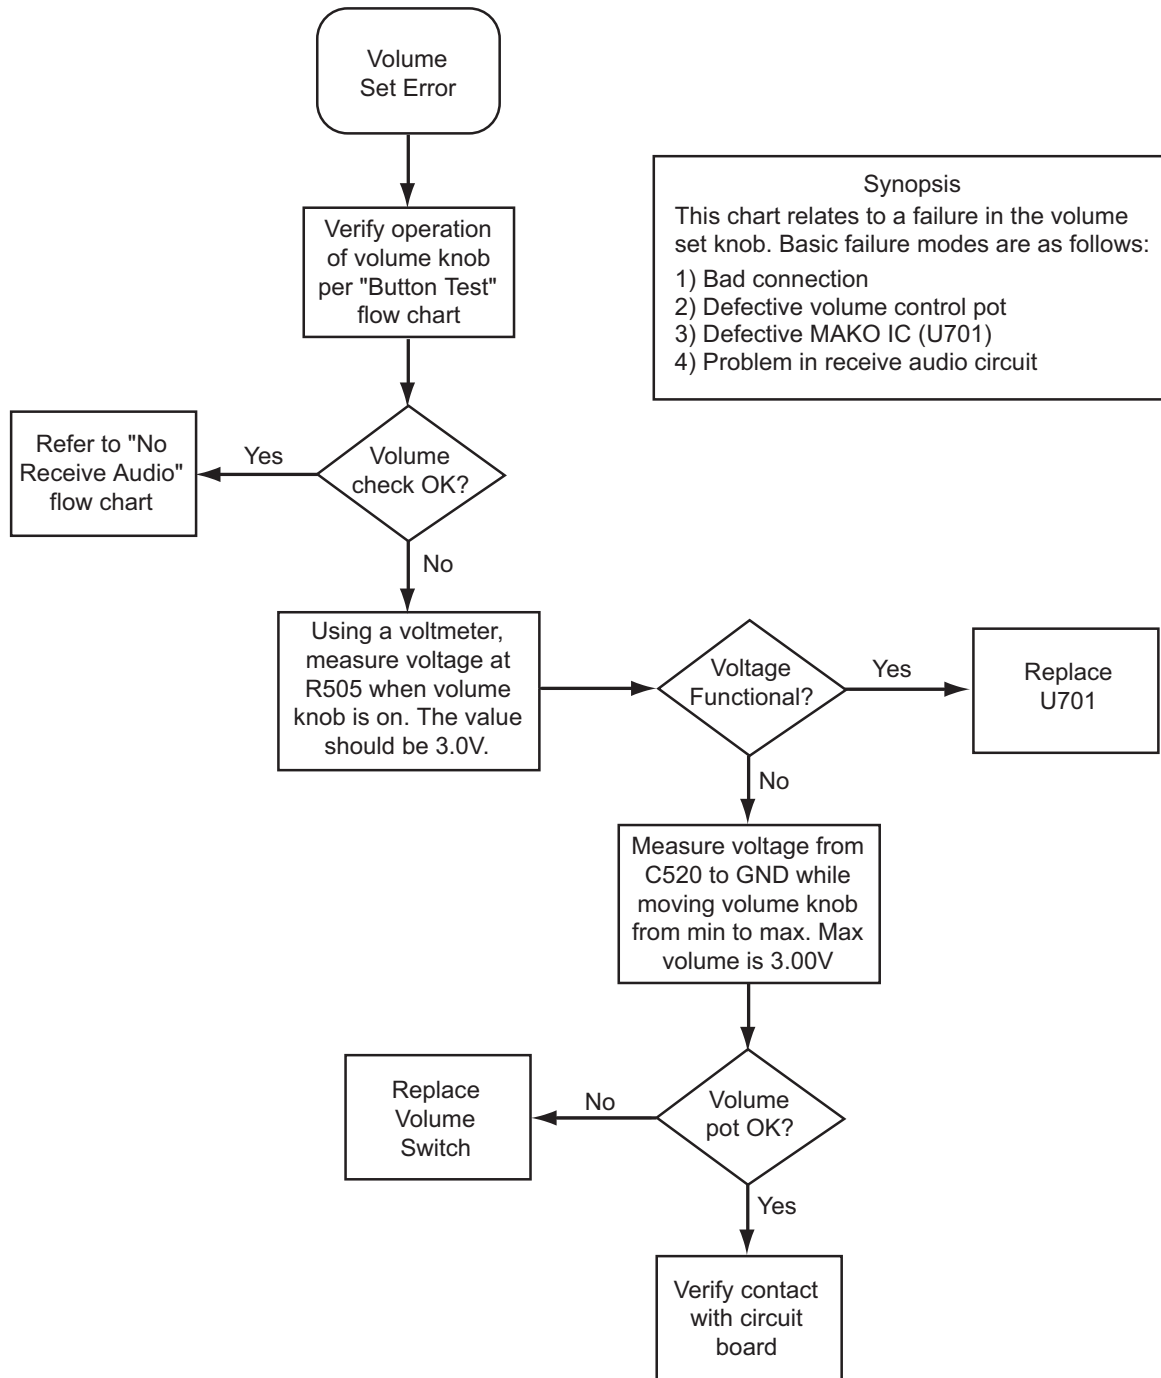 Volume
Set Error
Verify operation
of volume knob
per "Button Test"
flow chart
Synopsis
This chart relates to a failure in the volume
set knob. Basic failure modes are as follows:
1) Bad connection
2) Defective volume control pot
3) Defective MAKO IC (U701)
4) Problem in receive audio circuit
Refer to "No
Receive Audio"
flow chart
Yes
Volume
check OK?
No
Using a voltmeter,
measure voltage at
R505 when volume
knob is on. The value
should be 3.0V.
Voltage
Functional?
Yes
Replace
U701
No
Measure voltage from
C520 to GND while
moving volume knob
from min to max. Max
volume is 3.00V
Replace
Volume
Switch
No
Volume
pot OK?
Yes
Verify contact
with circuit
board